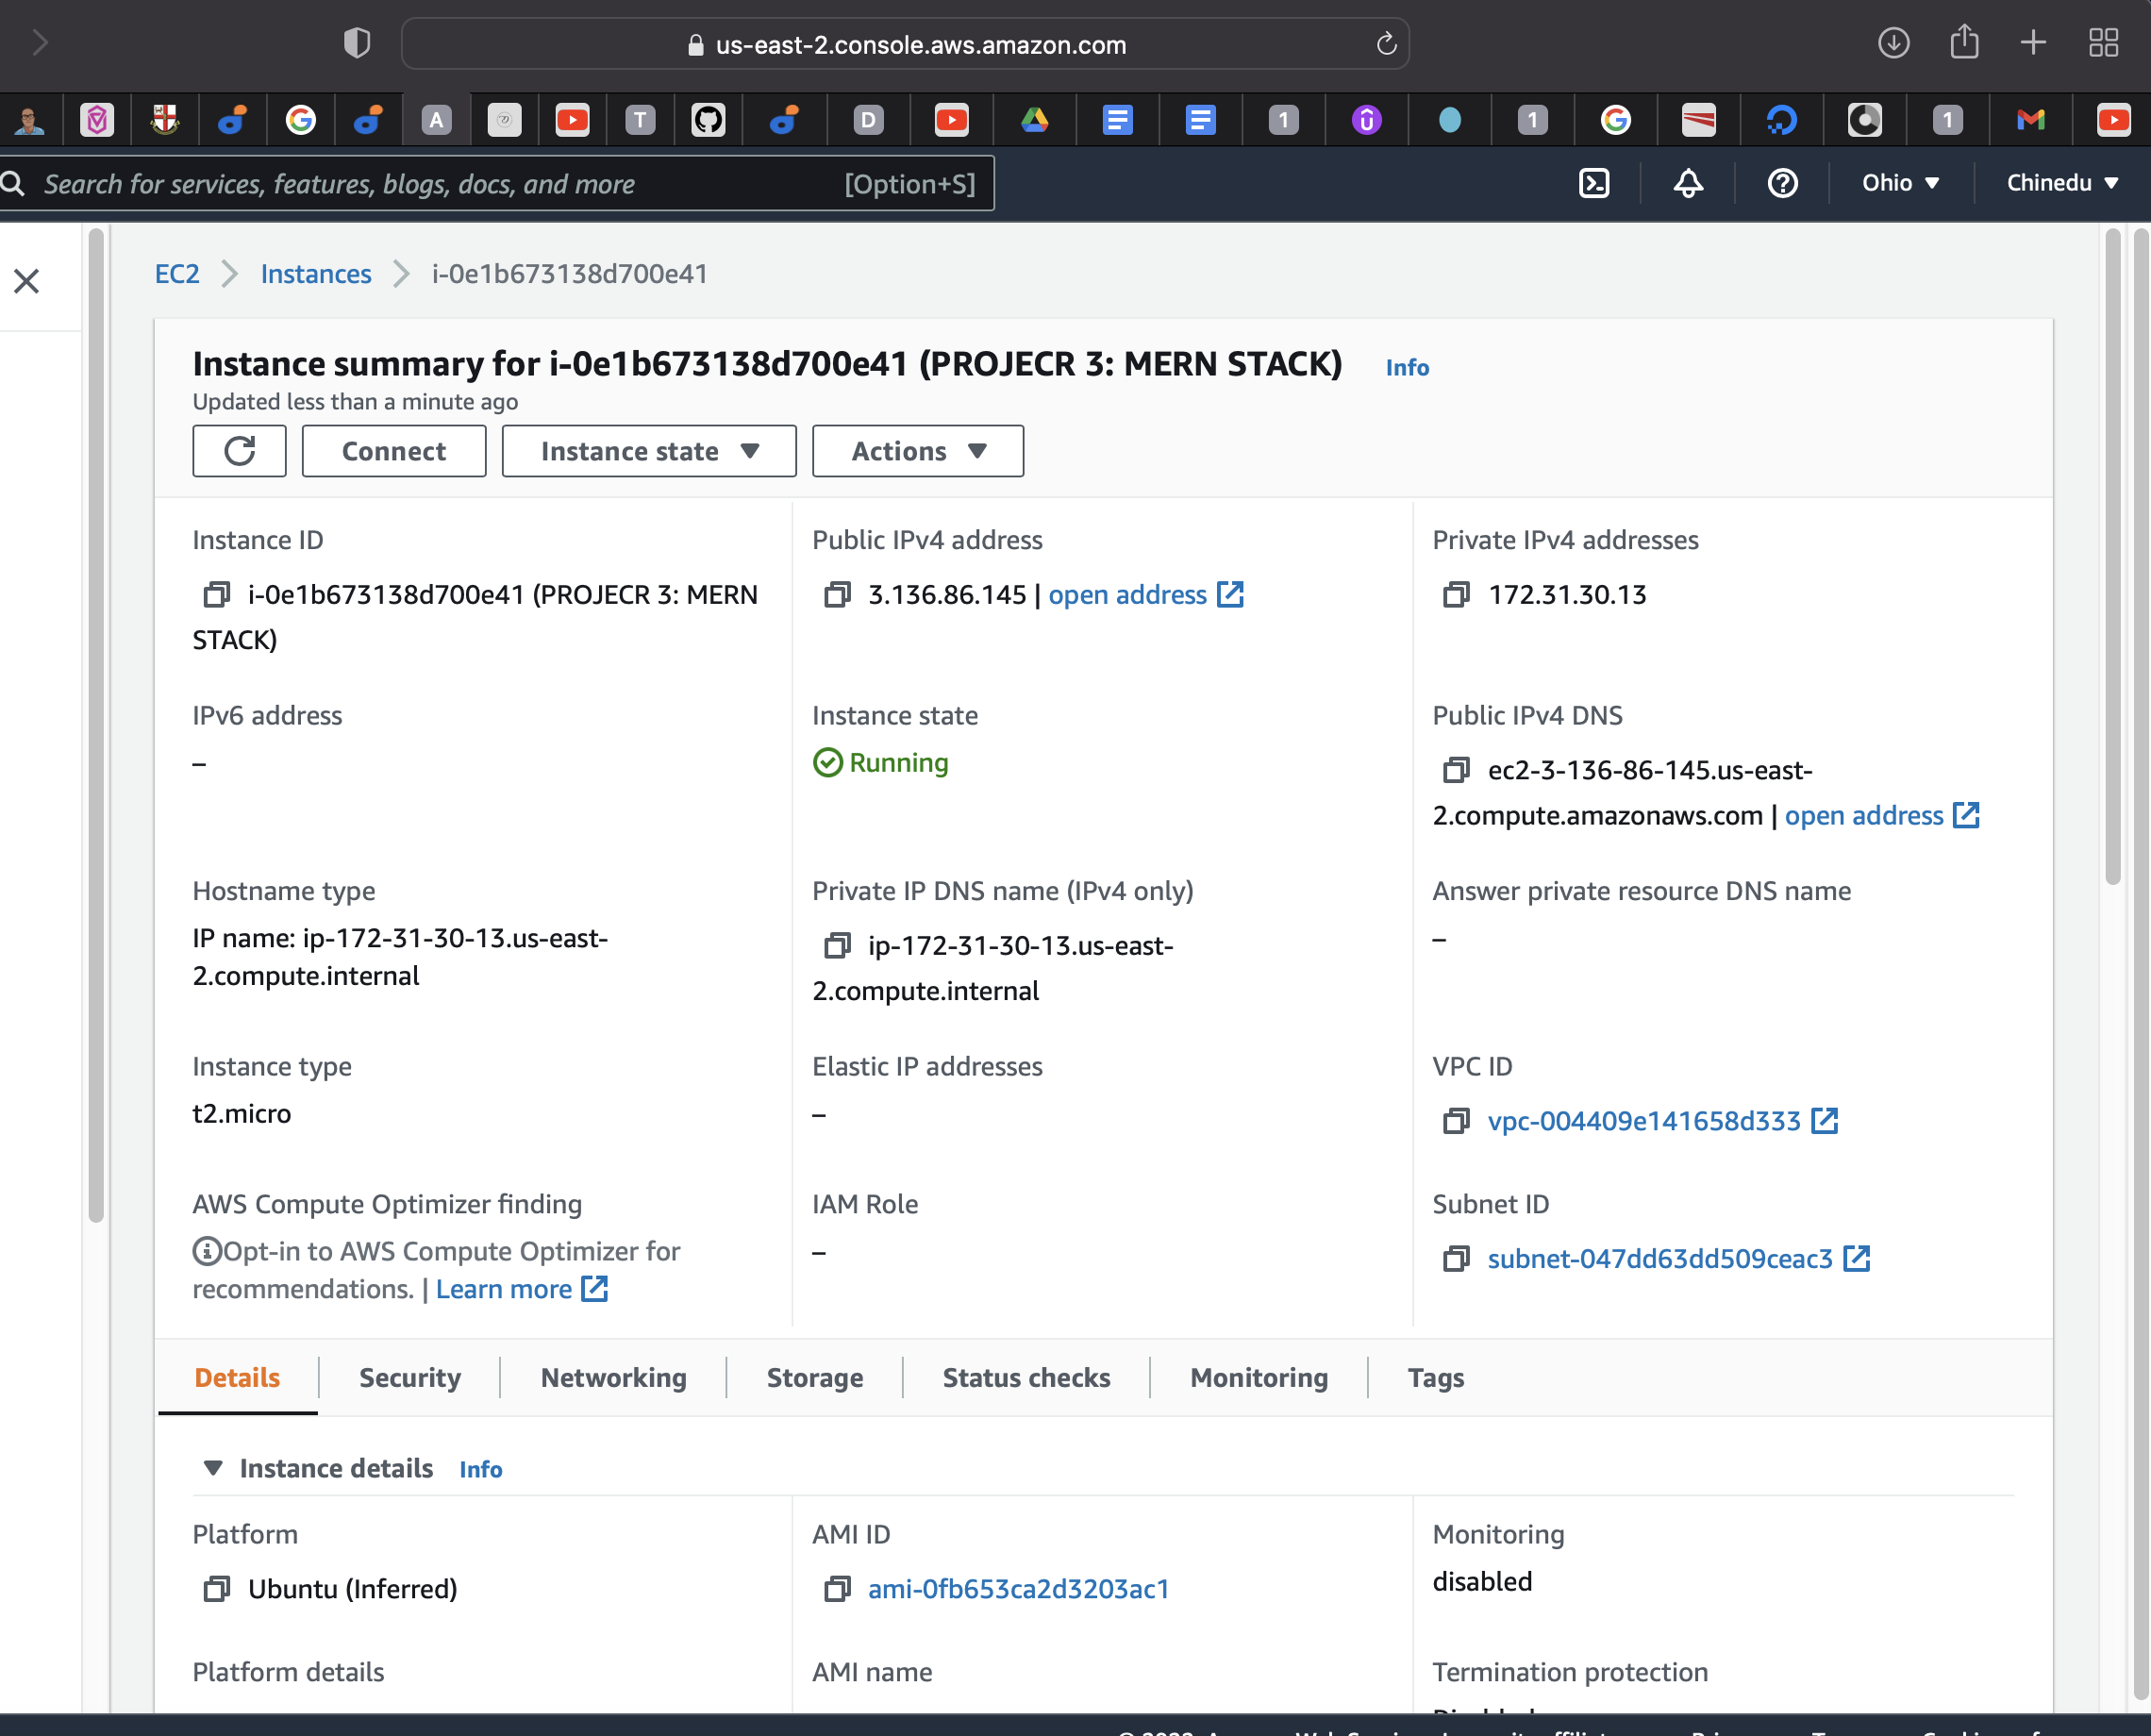 us-east-2.console.aws.amazon.com
A
T
D
1
1
1
Search for services, features, blogs, docs, and more [Option+S]
Ohio
Chinedu
EC2 Instances i-0e1b673138d700e41
Instance summary for i-0e1b673138d700e41 (PROJECR 3: MERN STACK) Info
Updated less than a minute ago
Connect Instance state Actions
Instance ID
i-0e1b673138d700e41 (PROJECR 3: MERN
STACK)
Public IPv4 address
3.136.86.145 | open address
Private IPv4 addresses
172.31.30.13
IPv6 address
–
Instance state
Running
Public IPv4 DNS
ec2-3-136-86-145.us-east-
2.compute.amazonaws.com | open address
Hostname type
IP name: ip-172-31-30-13.us-east-
2.compute.internal
Private IP DNS name (IPv4 only)
ip-172-31-30-13.us-east-
2.compute.internal
Answer private resource DNS name
–
Instance type
t2.micro
Elastic IP addresses
–
VPC ID
vpc-004409e141658d333
AWS Compute Optimizer finding
Opt-in to AWS Compute Optimizer for
recommendations. | Learn more
IAM Role
–
Subnet ID
subnet-047dd63dd509ceac3
Details Security Networking Storage Status checks Monitoring Tags
Instance details Info
Platform
Ubuntu (Inferred)
AMI ID
ami-0fb653ca2d3203ac1
Monitoring
disabled
Platform details
AMI name
Termination protection